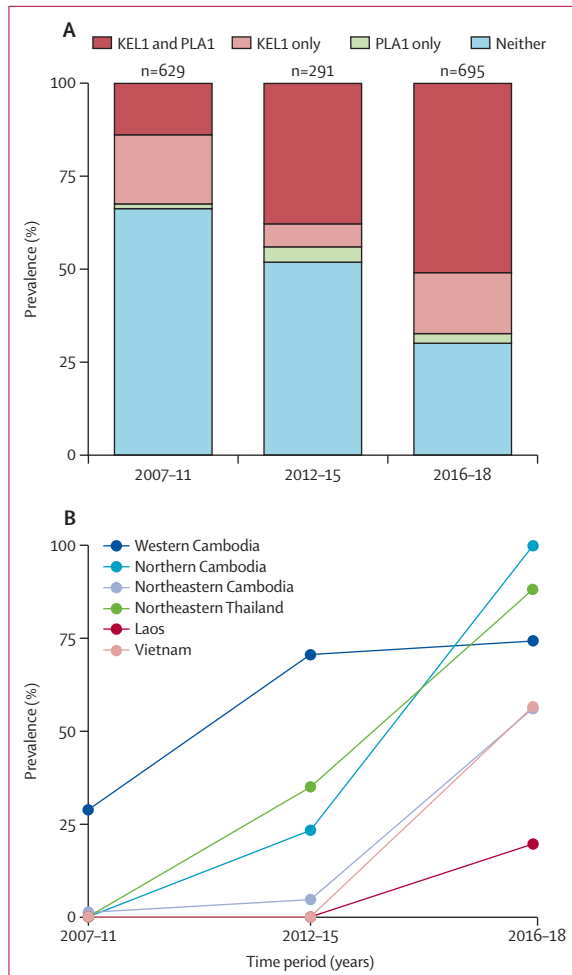 A
KEL1 and PLA1 KEL1 only PLA1 only Neither
n=629 n=291 n=695
100
75
50
25
0
Prevalence (%)
2007–11 2012–15 2016–18
B
100
75
50
25
0
Prevalence (%)
Western Cambodia
Northern Cambodia
Northeastern Cambodia
Northeastern Thailand
Laos
Vietnam
2007–11 2012–15 2016–18
Time period (years)